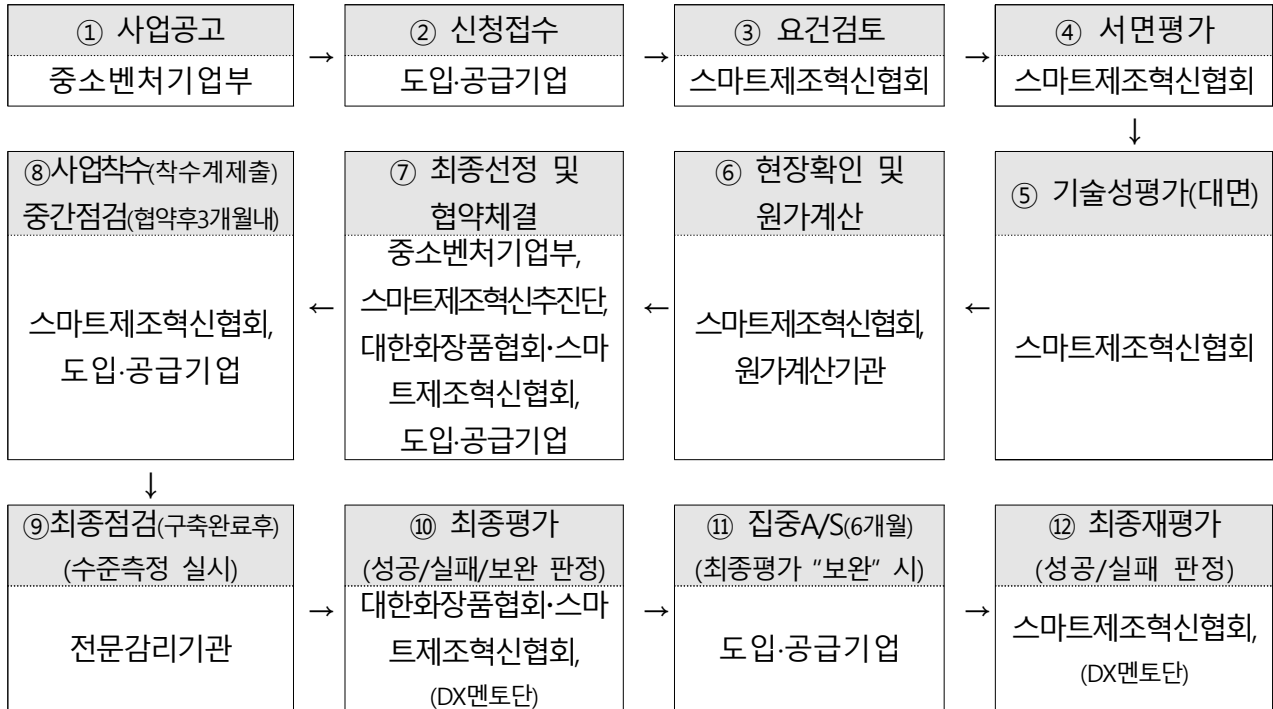 ① 사업공고
중소벤처기업부
→
② 신청접수
도입·공급기업
→
③ 요건검토
스마트제조혁신협회
→
④ 서면평가
스마트제조혁신협회
↓
⑤ 기술성평가(대면)
스마트제조혁신협회
←
⑥ 현장확인 및
원가계산
스마트제조혁신협회,
원가계산기관
←
⑦ 최종선정 및
협약체결
중소벤처기업부,
스마트제조혁신추진단,
대한화장품협회·스마
트제조혁신협회,
도입·공급기업
←
⑧사업착수(착수계제출)
중간점검(협약후3개월내)
스마트제조혁신협회,
도입·공급기업
↓
⑨최종점검(구축완료후)
(수준측정 실시)
전문감리기관
→
⑩ 최종평가
(성공/실패/보완 판정)
대한화장품협회·스마
트제조혁신협회,
(DX멘토단)
→
⑪ 집중A/S(6개월)
(최종평가 “보완” 시)
도입·공급기업
→
⑫ 최종재평가
(성공/실패 판정)
스마트제조혁신협회,
(DX멘토단)